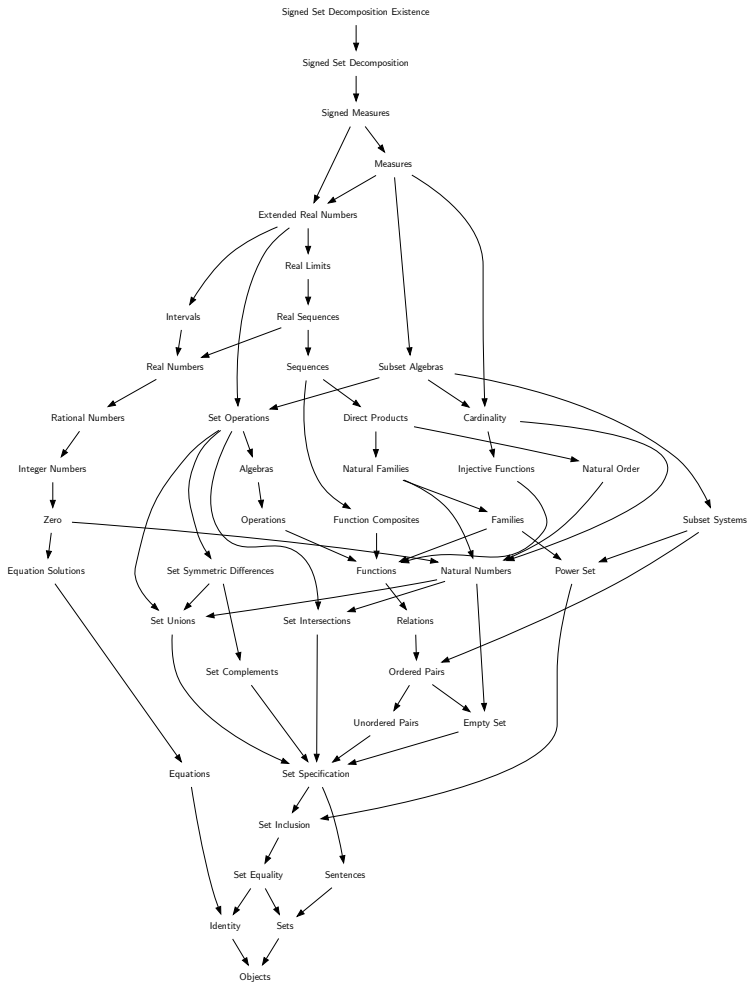 Signed Set Decomposition Existence
Signed Set Decomposition
Signed Measures
Measures
Extended Real Numbers
Real Limits
Intervals
Real Sequences
Real Numbers
Sequences
Subset Algebras
Rational Numbers
Set Operations
Direct Products
Cardinality
Integer Numbers
Algebras
Natural Families
Injective Functions
Natural Order
Zero
Operations
Function Composites
Families
Subset Systems
Equation Solutions
Set Symmetric Differences
Functions
Natural Numbers
Power Set
Set Unions
Set Intersections
Relations
Set Complements
Ordered Pairs
Unordered Pairs
Empty Set
Equations
Set Specification
Set Inclusion
Set Equality
Sentences
Identity
Sets
Objects